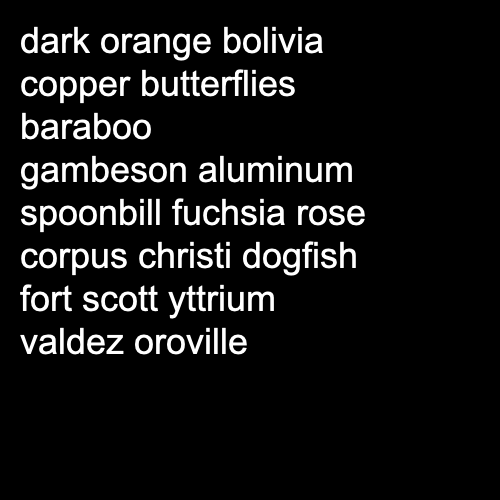 dark orange bolivia
copper butterflies
baraboo
gambeson aluminum
spoonbill fuchsia rose
corpus christi dogfish
fort scott yttrium
valdez oroville